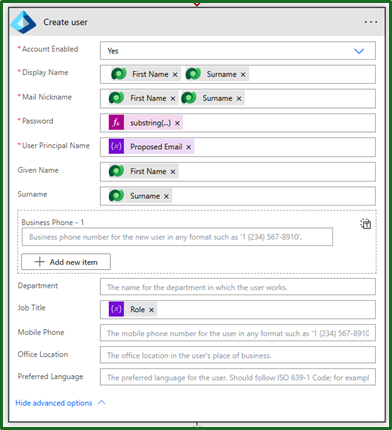 Create user
* Account Enabled Yes
* Display Name First Name × Surname ×
* Mail Nickname First Name × Surname ×
* Password fx substring(...) ×
* User Principal Name {x} Proposed Email ×
Given Name First Name ×
Surname Surname ×
Business Phone - 1
Business phone number for the new user in any format such as '1 (234) 567-8910'.
+ Add new item
Department The name for the department in which the user works.
Job Title {x} Role ×
Mobile Phone The mobile phone number for the user in any format such as '1 (234) 567-8910
Office Location The office location in the user's place of business.
Preferred Language The preferred language for the user. Should follow ISO 639-1 Code; for exampl
Hide advanced options